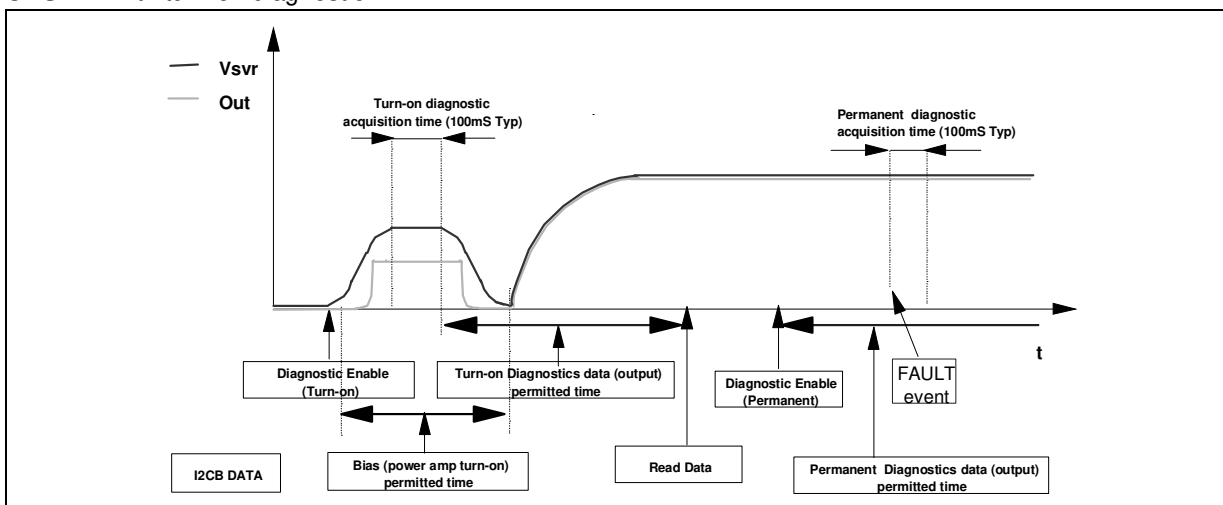 Vsvr
Out
Turn-on diagnostic
acquisition time (100mS Typ)
Permanent diagnostic
acquisition time (100mS Typ)
t
Diagnostic Enable
(Turn-on)
Turn-on Diagnostics data (output)
permitted time
Diagnostic Enable
(Permanent)
FAULT
event
I2CB DATA
Bias (power amp turn-on)
permitted time
Read Data
Permanent Diagnostics data (output)
permitted time